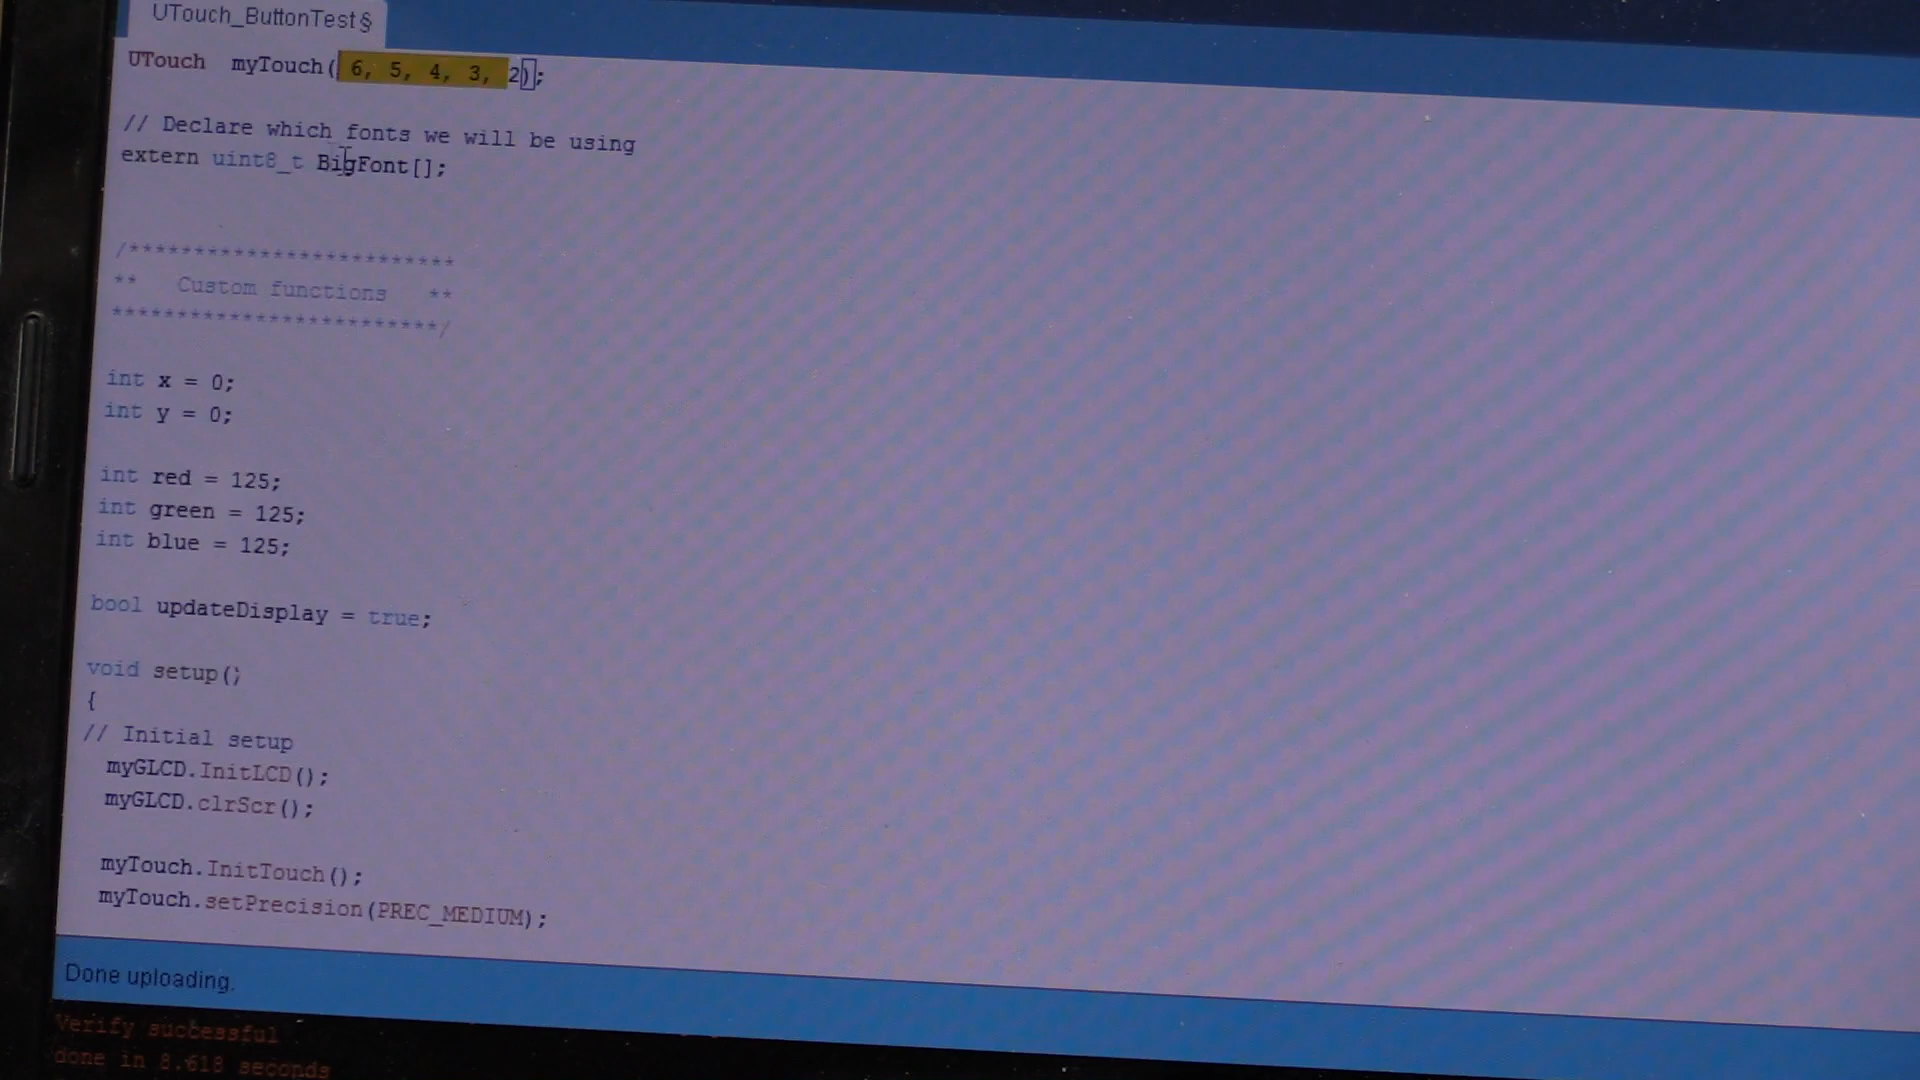 UTouch_ButtonTest§
UTouch  myTouch( 6, 5, 4, 3, 2);
// Declare which fonts we will be using
extern uint8_t BigFont[];
/*************************
**   Custom functions   **
*************************/
int x = 0;
int y = 0;
int red = 125;
int green = 125;
int blue = 125;
bool updateDisplay = true;
void setup()
{
// Initial setup
myGLCD.InitLCD();
myGLCD.clrScr();
myTouch.InitTouch();
myTouch.setPrecision(PREC_MEDIUM);
Done uploading.
Verify successful
done in 8.618 seconds